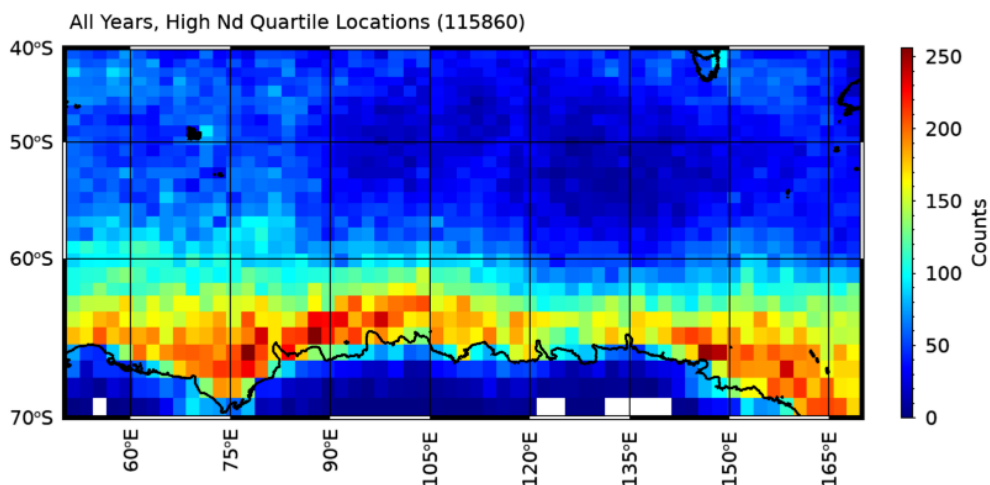 All Years, High Nd Quartile Locations (115860)
40°S
50°S
60°S
70°S
60°E
75°E
90°E
105°E
120°E
135°E
150°E
165°E
250
200
150
100
50
0
Counts